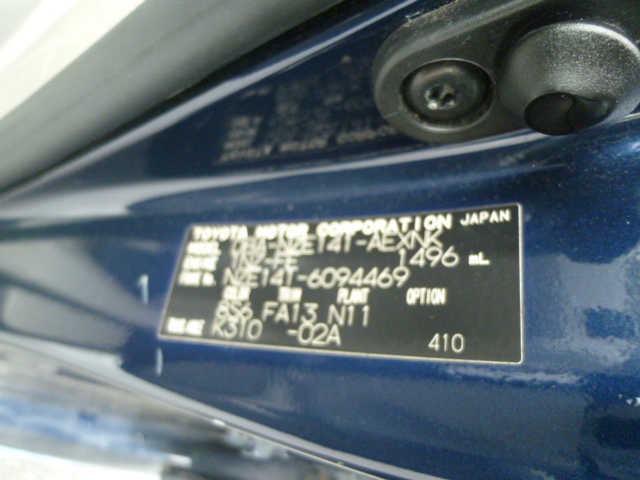 TOYOTA MOTOR CORPORATION JAPAN
MODEL DBA-NZE141-AEXNK
ENGINE 1NZ-FE 1496 mL
FRAME No. NZE141-6094469
COLOR TRIM PLANT OPTION
8S6 FA13 N11
TRANS./AXLE K310 -02A
410